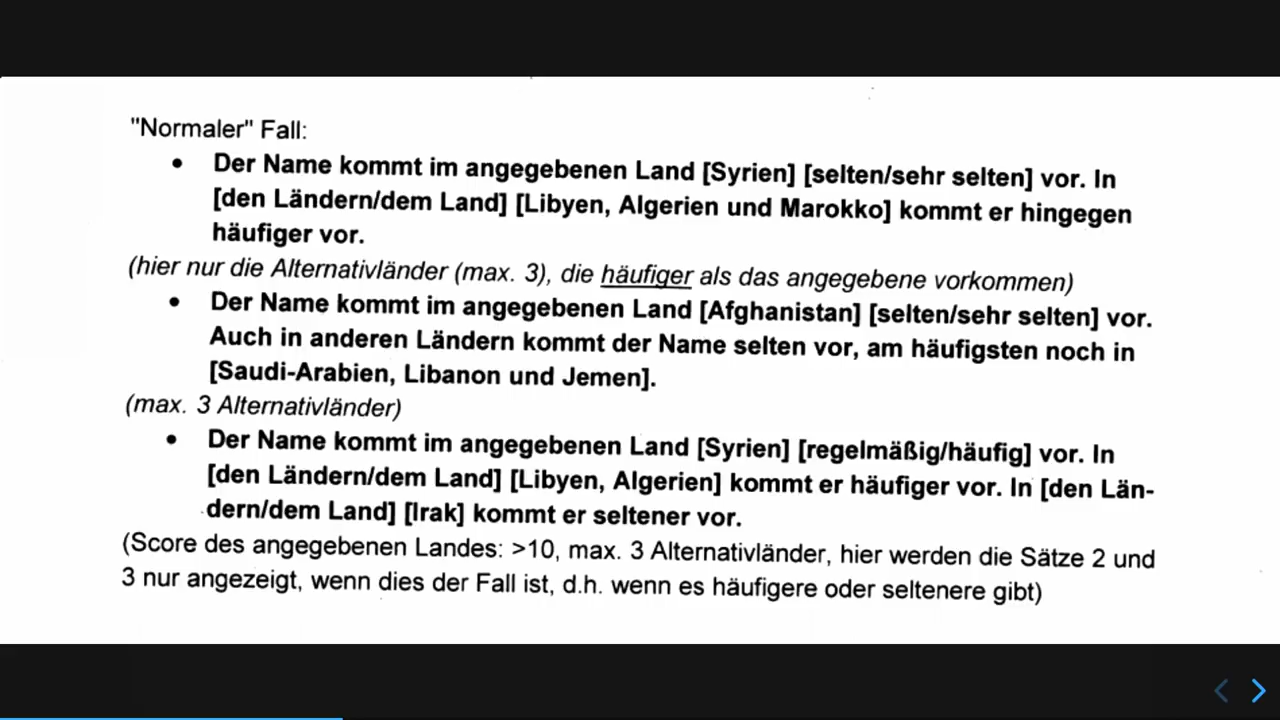 "Normaler" Fall:
• Der Name kommt im angegebenen Land [Syrien] [selten/sehr selten] vor. In
[den Ländern/dem Land] [Libyen, Algerien und Marokko] kommt er hingegen
häufiger vor.
(hier nur die Alternativländer (max. 3), die häufiger als das angegebene vorkommen)
• Der Name kommt im angegebenen Land [Afghanistan] [selten/sehr selten] vor.
Auch in anderen Ländern kommt der Name selten vor, am häufigsten noch in
[Saudi-Arabien, Libanon und Jemen].
(max. 3 Alternativländer)
• Der Name kommt im angegebenen Land [Syrien] [regelmäßig/häufig] vor. In
[den Ländern/dem Land] [Libyen, Algerien] kommt er häufiger vor. In [den Län-
dern/dem Land] [Irak] kommt er seltener vor.
(Score des angegebenen Landes: >10, max. 3 Alternativländer, hier werden die Sätze 2 und
3 nur angezeigt, wenn dies der Fall ist, d.h. wenn es häufigere oder seltenere gibt)